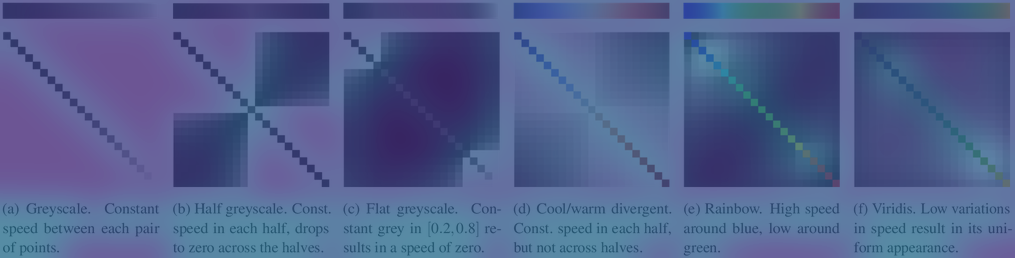 (a) Greyscale. Constant
speed between each pair
of points.
(b) Half greyscale. Const.
speed in each half, drops
to zero across the halves.
(c) Flat greyscale. Con-
stant grey in [0.2, 0.8] re-
sults in a speed of zero.
(d) Cool/warm divergent.
Const. speed in each half,
but not across halves.
(e) Rainbow. High speed
around blue, low around
green.
(f) Viridis. Low variations
in speed result in its uni-
form appearance.